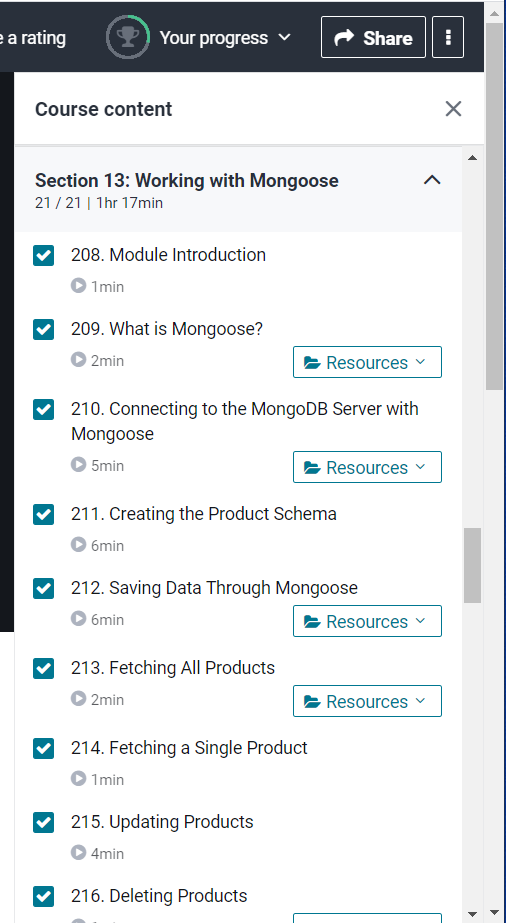 e a rating
Your progress
Share
Course content
Section 13: Working with Mongoose
21 / 21 | 1hr 17min
208. Module Introduction
1min
209. What is Mongoose?
2min
Resources
210. Connecting to the MongoDB Server with
Mongoose
5min
Resources
211. Creating the Product Schema
6min
212. Saving Data Through Mongoose
6min
Resources
213. Fetching All Products
2min
Resources
214. Fetching a Single Product
1min
215. Updating Products
4min
216. Deleting Products